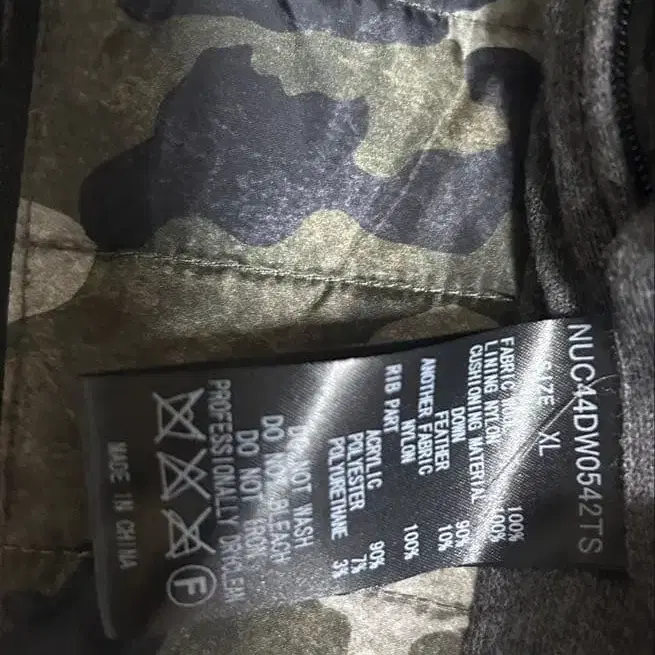 NUC44DW0542TS
SIZE XL
FABRIC NYLON 100%
LINING NYLON 100%
CUSHIONING MATERIAL
DOWN 90%
FEATHER 10%
ANOTHER FABRIC
NYLON 100%
RIB PART
ACRYLIC 90%
POLYESTER 7%
POLYURETHANE 3%
DO NOT WASH
DO NOT BLEACH
DO NOT IRON
PROFESSIONALLY DRYCLEAN
F
MADE IN CHINA